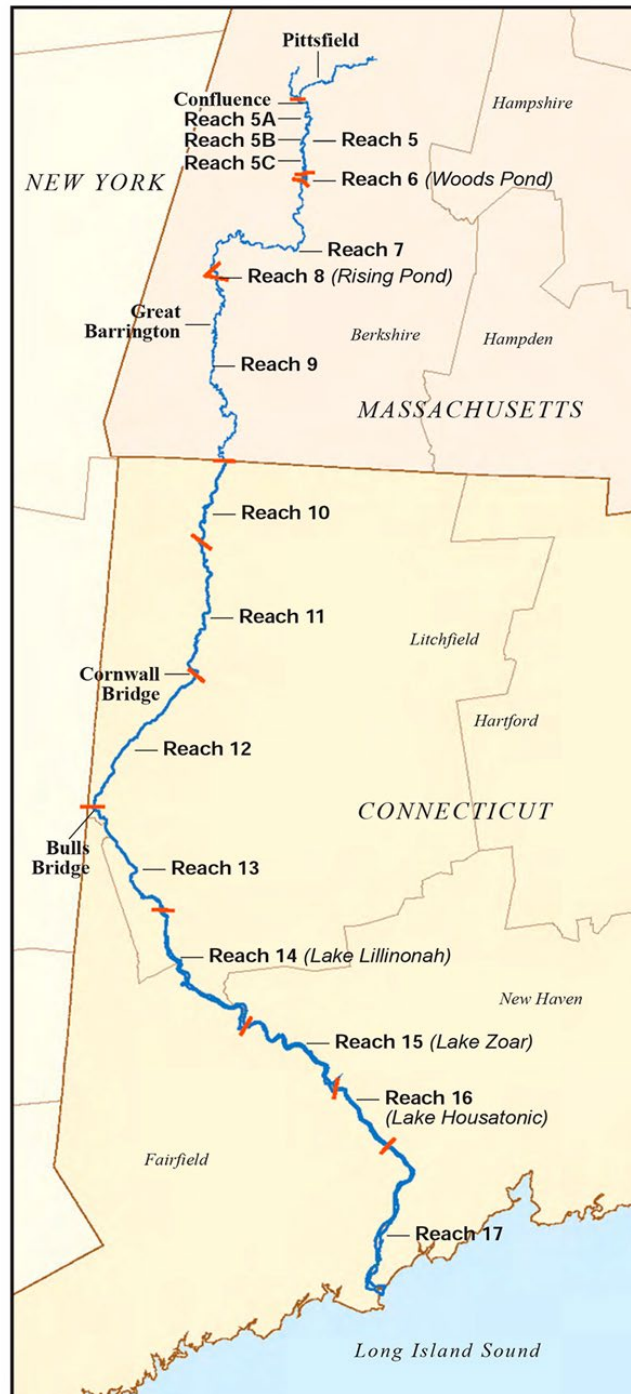 Pittsfield
Confluence
Hampshire
Reach 5A
Reach 5B
Reach 5
Reach 5C
NEW YORK
Reach 6 (Woods Pond)
Reach 7
Reach 8 (Rising Pond)
Great
Barrington
Berkshire
Hampden
Reach 9
MASSACHUSETTS
Reach 10
Reach 11
Litchfield
Cornwall
Bridge
Hartford
Reach 12
CONNECTICUT
Bulls
Bridge
Reach 13
Reach 14 (Lake Lillinonah)
New Haven
Reach 15 (Lake Zoar)
Reach 16
(Lake Housatonic)
Fairfield
Reach 17
Long Island Sound